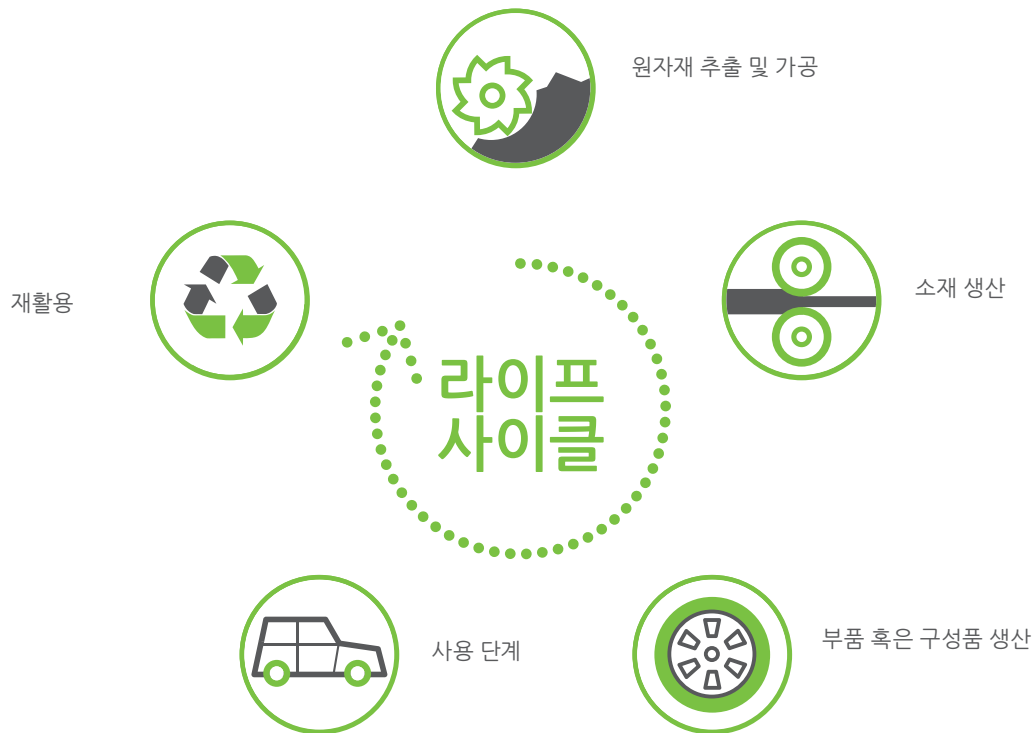 원자재 추출 및 가공
재활용
소재 생산
라이프
사이클
사용 단계
부품 혹은 구성품 생산